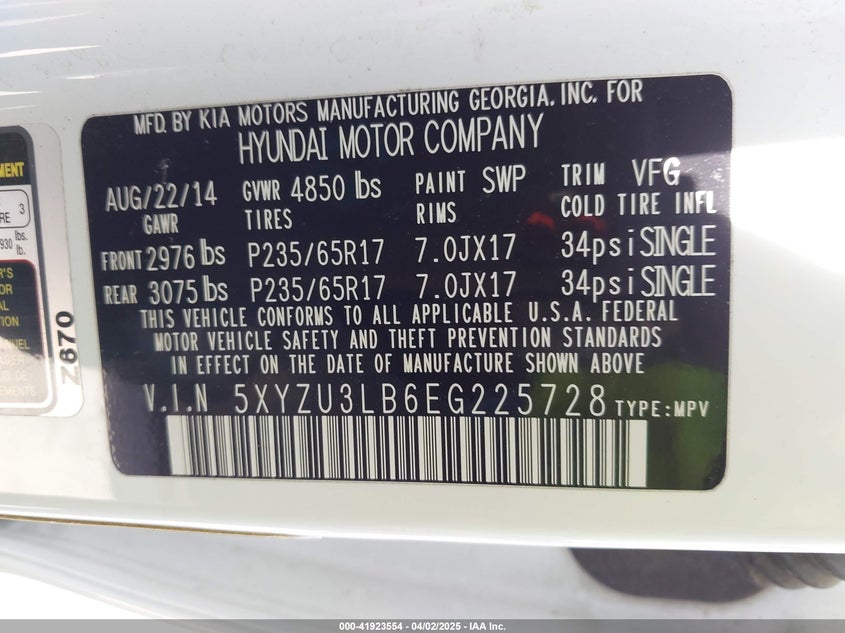 MFD. BY KIA MOTORS MANUFACTURING GEORGIA, INC. FOR
HYUNDAI MOTOR COMPANY
AUG/22/14 GVWR 4850 lbs PAINT SWP TRIM VFG
GAWR TIRES RIMS COLD TIRE INFL
FRONT 2976 lbs P235/65R17 7.0JX17 34psi SINGLE
REAR 3075 lbs P235/65R17 7.0JX17 34psi SINGLE
THIS VEHICLE CONFORMS TO ALL APPLICABLE U.S.A. FEDERAL
MOTOR VEHICLE SAFETY AND THEFT PREVENTION STANDARDS
IN EFFECT ON THE DATE OF MANUFACTURE SHOWN ABOVE
V.I.N 5XYZU3LB6EG225728 TYPE:MPV
Z670
3
930 lbs.
lb.
000-41923554 - 04/02/2025 - IAA Inc.